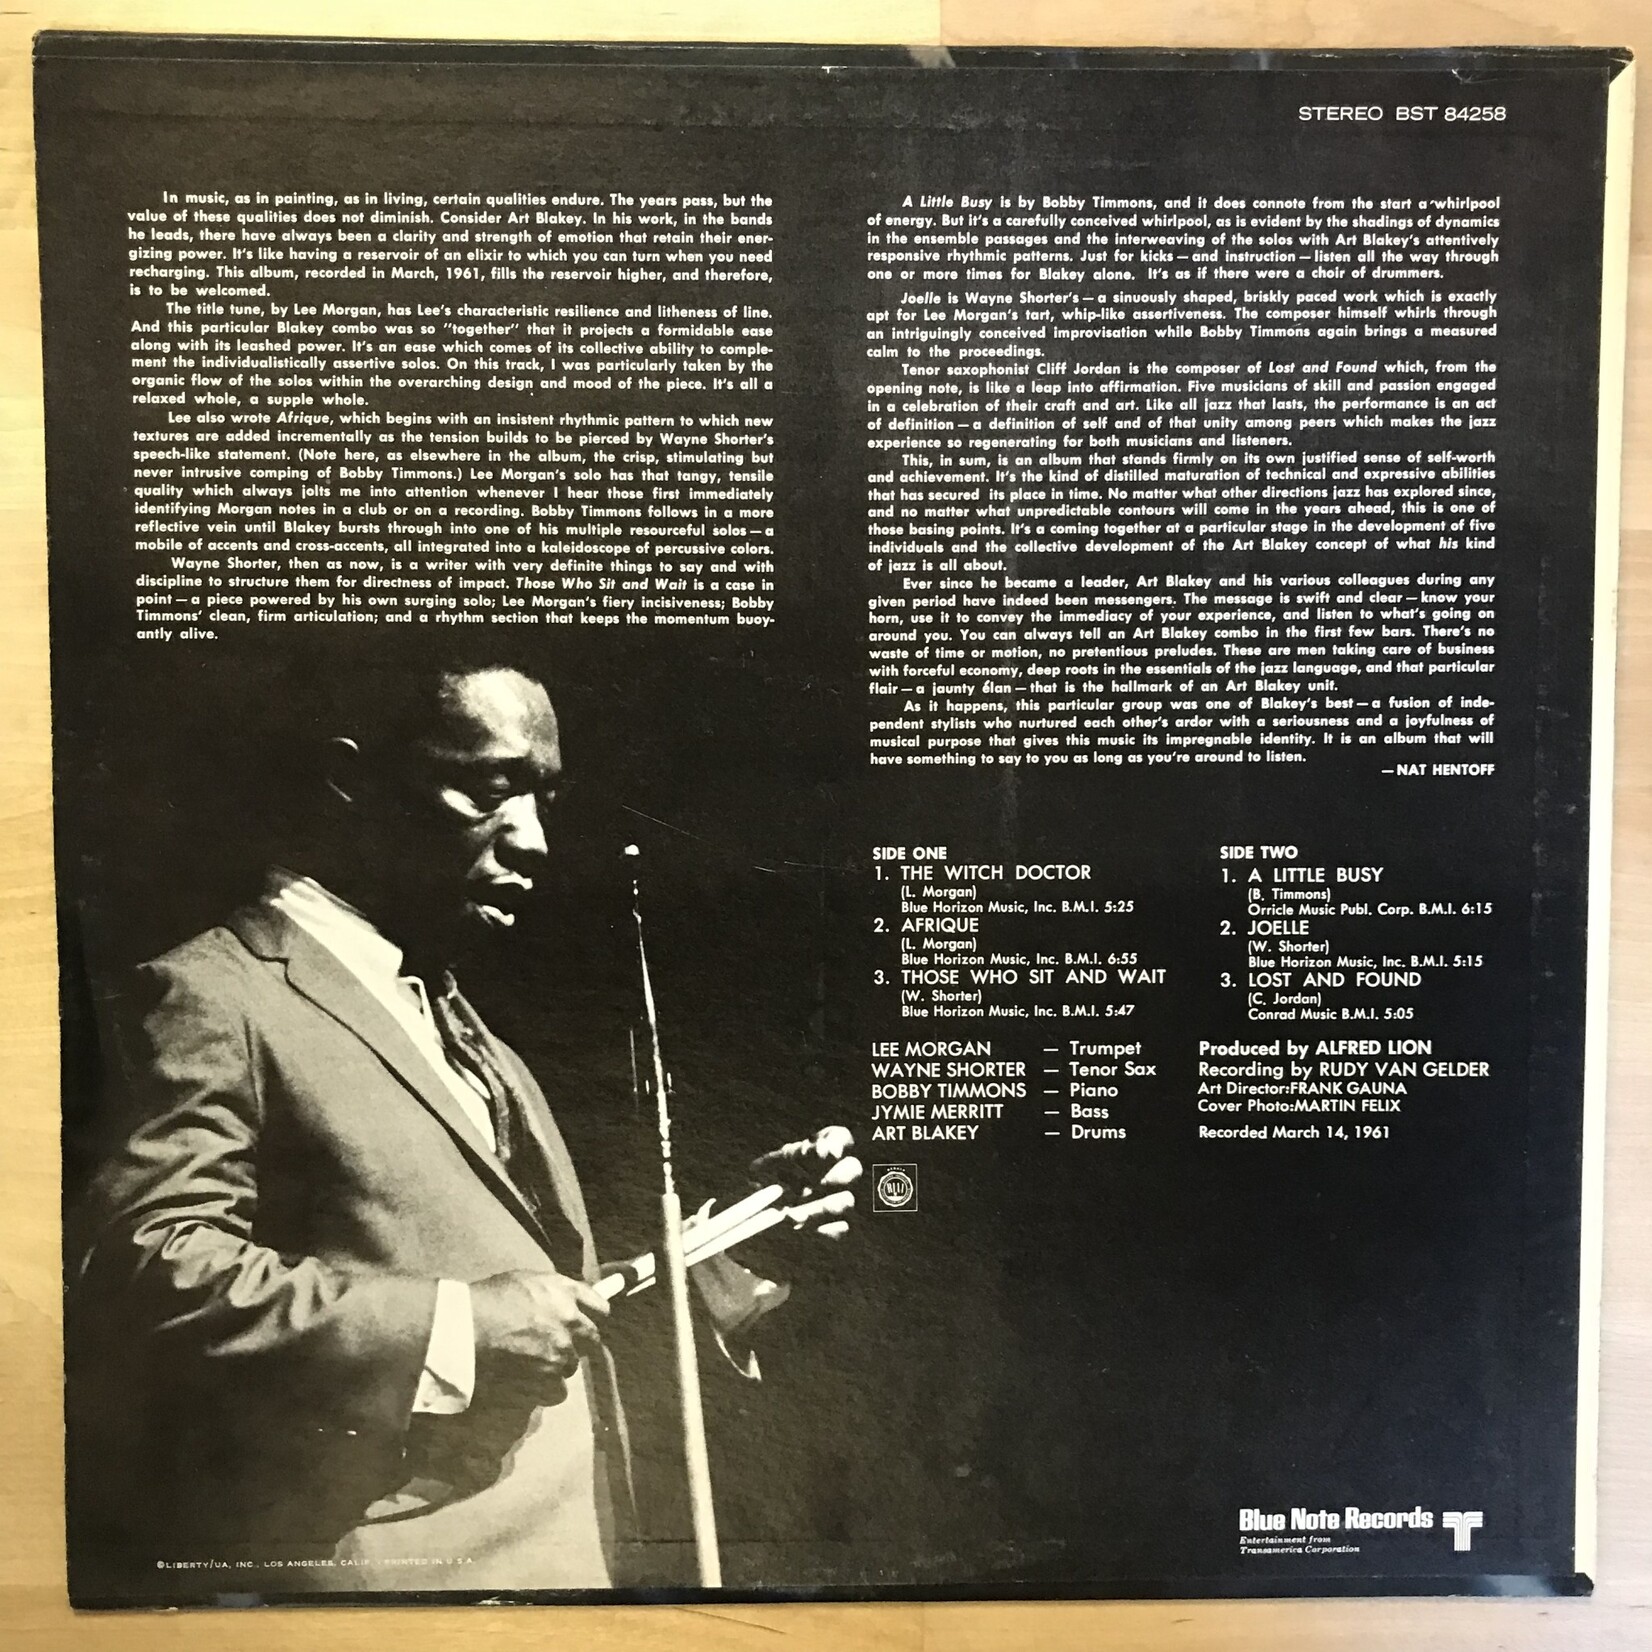 STEREO BST 84258
In music, as in painting, as in living, certain qualities endure. The years pass, but the
value of these qualities does not diminish. Consider Art Blakey. In his work, in the bands
he leads, there have always been a clarity and strength of emotion that retain their ener-
gizing power. It's like having a reservoir of an elixir to which you can turn when you need
recharging. This album, recorded in March, 1961, fills the reservoir higher, and therefore,
is to be welcomed.
The title tune, by Lee Morgan, has Lee's characteristic resilience and litheness of line.
And this particular Blakey combo was so "together" that it projects a formidable ease
along with its leashed power. It's an ease which comes of its collective ability to comple-
ment the individualistically assertive solos. On this track, I was particularly taken by the
organic flow of the solos within the overarching design and mood of the piece. It's all a
relaxed whole, a supple whole.
Lee also wrote Afrique, which begins with an insistent rhythmic pattern to which new
textures are added incrementally as the tension builds to be pierced by Wayne Shorter's
speech-like statement. (Note here, as elsewhere in the album, the crisp, stimulating but
never intrusive comping of Bobby Timmons.) Lee Morgan's solo has that tangy, tensile
quality which always jolts me into attention whenever I hear those first immediately
identifying Morgan notes in a club or on a recording. Bobby Timmons follows in a more
reflective vein until Blakey bursts through into one of his multiple resourceful solos—a
mobile of accents and cross-accents, all integrated into a kaleidoscope of percussive colors.
Wayne Shorter, then as now, is a writer with very definite things to say and with
discipline to structure them for directness of impact. Those Who Sit and Wait is a case in
point—a piece powered by his own surging solo; Lee Morgan's fiery incisiveness; Bobby
Timmons' clean, firm articulation; and a rhythm section that keeps the momentum buoy-
antly alive.
A Little Busy is by Bobby Timmons, and it does connote from the start a whirlpool
of energy. But it's a carefully conceived whirlpool, as is evident by the shadings of dynamics
in the ensemble passages and the interweaving of the solos with Art Blakey's attentively
responsive rhythmic patterns. Just for kicks—and instruction—listen all the way through
one or more times for Blakey alone. It's as if there were a choir of drummers.
Joelle is Wayne Shorter's—a sinuously shaped, briskly paced work which is exactly
apt for Lee Morgan's tart, whip-like assertiveness. The composer himself whirls through
an intriguingly conceived improvisation while Bobby Timmons again brings a measured
calm to the proceedings.
Tenor saxophonist Cliff Jordan is the composer of Lost and Found which, from the
opening note, is like a leap into affirmation. Five musicians of skill and passion engaged
in a celebration of their craft and art. Like all jazz that lasts, the performance is an act
of definition—a definition of self and of that unity among peers which makes the jazz
experience so regenerating for both musicians and listeners.
This, in sum, is an album that stands firmly on its own justified sense of self-worth
and achievement. It's the kind of distilled maturation of technical and expressive abilities
that has secured its place in time. No matter what other directions jazz has explored since,
and no matter what unpredictable contours will come in the years ahead, this is one of
those basing points. It's a coming together at a particular stage in the development of five
individuals and the collective development of the Art Blakey concept of what his kind
of jazz is all about.
Ever since he became a leader, Art Blakey and his various colleagues during any
given period have indeed been messengers. The message is swift and clear—know your
horn, use it to convey the immediacy of your experience, and listen to what's going on
around you. You can always tell an Art Blakey combo in the first few bars. There's no
waste of time or motion, no pretentious preludes. These are men taking care of business
with forceful economy, deep roots in the essentials of the jazz language, and that particular
flair—a jaunty élan—that is the hallmark of an Art Blakey unit.
As it happens, this particular group was one of Blakey's best—a fusion of inde-
pendent stylists who nurtured each other's ardor with a seriousness and a joyfulness of
musical purpose that gives this music its impregnable identity. It is an album that will
have something to say to you as long as you're around to listen.
—NAT HENTOFF
SIDE ONE
1. THE WITCH DOCTOR
(L. Morgan)
Blue Horizon Music, Inc. B.M.I. 5:25
2. AFRIQUE
(L. Morgan)
Blue Horizon Music, Inc. B.M.I. 6:55
3. THOSE WHO SIT AND WAIT
(W. Shorter)
Blue Horizon Music, Inc. B.M.I. 5:47
SIDE TWO
1. A LITTLE BUSY
(B. Timmons)
Orricle Music Publ. Corp. B.M.I. 6:15
2. JOELLE
(W. Shorter)
Blue Horizon Music, Inc. B.M.I. 5:15
3. LOST AND FOUND
(C. Jordan)
Conrad Music B.M.I. 5:05
LEE MORGAN — Trumpet
WAYNE SHORTER — Tenor Sax
BOBBY TIMMONS — Piano
JYMIE MERRITT — Bass
ART BLAKEY — Drums
Produced by ALFRED LION
Recording by RUDY VAN GELDER
Art Director:FRANK GAUNA
Cover Photo:MARTIN FELIX
Recorded March 14, 1961
Blue Note Records
Entertainment from
Transamerica Corporation
©LIBERTY/UA, INC., LOS ANGELES, CALIF. PRINTED IN U.S.A.